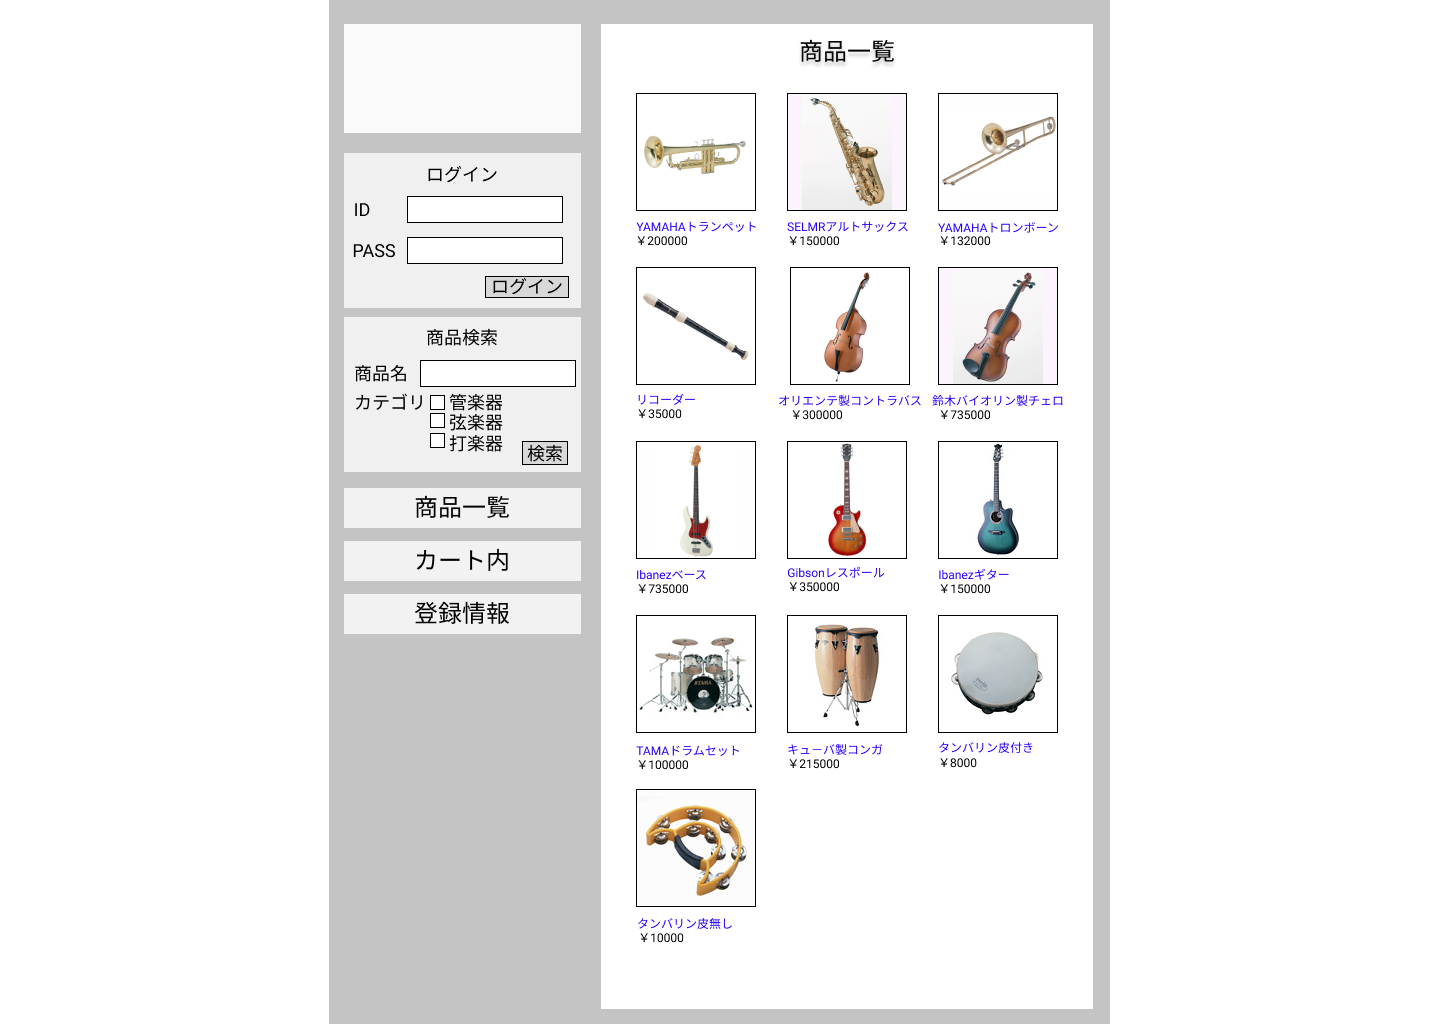 ログイン
ID
PASS
ログイン
商品検索
商品名
カテゴリ
管楽器
弦楽器
打楽器
検索
商品一覧
カート内
登録情報
商品一覧
YAMAHAトランペット
￥200000
SELMRアルトサックス
￥150000
YAMAHAトロンボーン
￥132000
リコーダー
￥35000
オリエンテ製コントラバス
￥300000
鈴木バイオリン製チェロ
￥735000
Ibanezベース
￥735000
Gibsonレスポール
￥350000
Ibanezギター
￥150000
TAMAドラムセット
￥100000
キューバ製コンガ
￥215000
タンバリン皮付き
￥8000
タンバリン皮無し
￥10000
TAMA